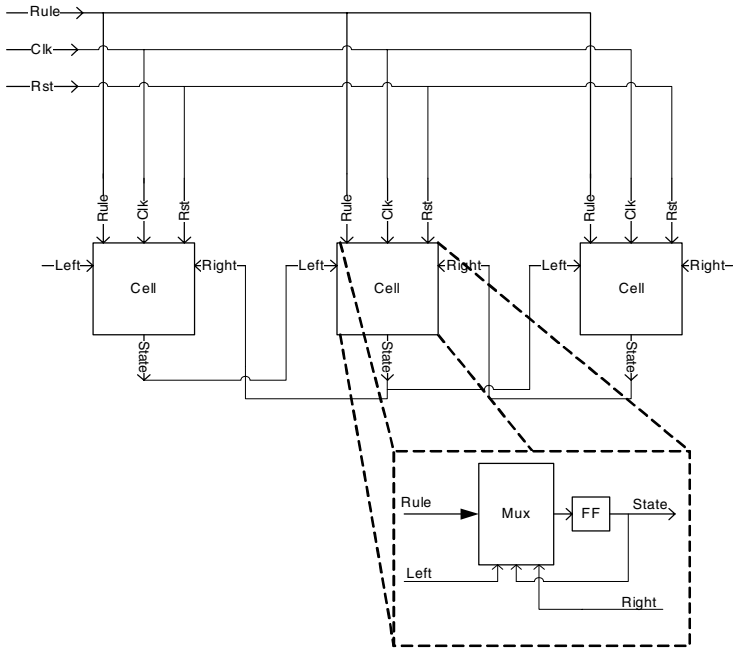 Rule
Clk
Rst
Rule Clk Rst Rule Clk Rst Rule Clk Rst
Left Cell Right Left Cell Right Left Cell Right
State State State
Rule Mux FF State
Left
Right